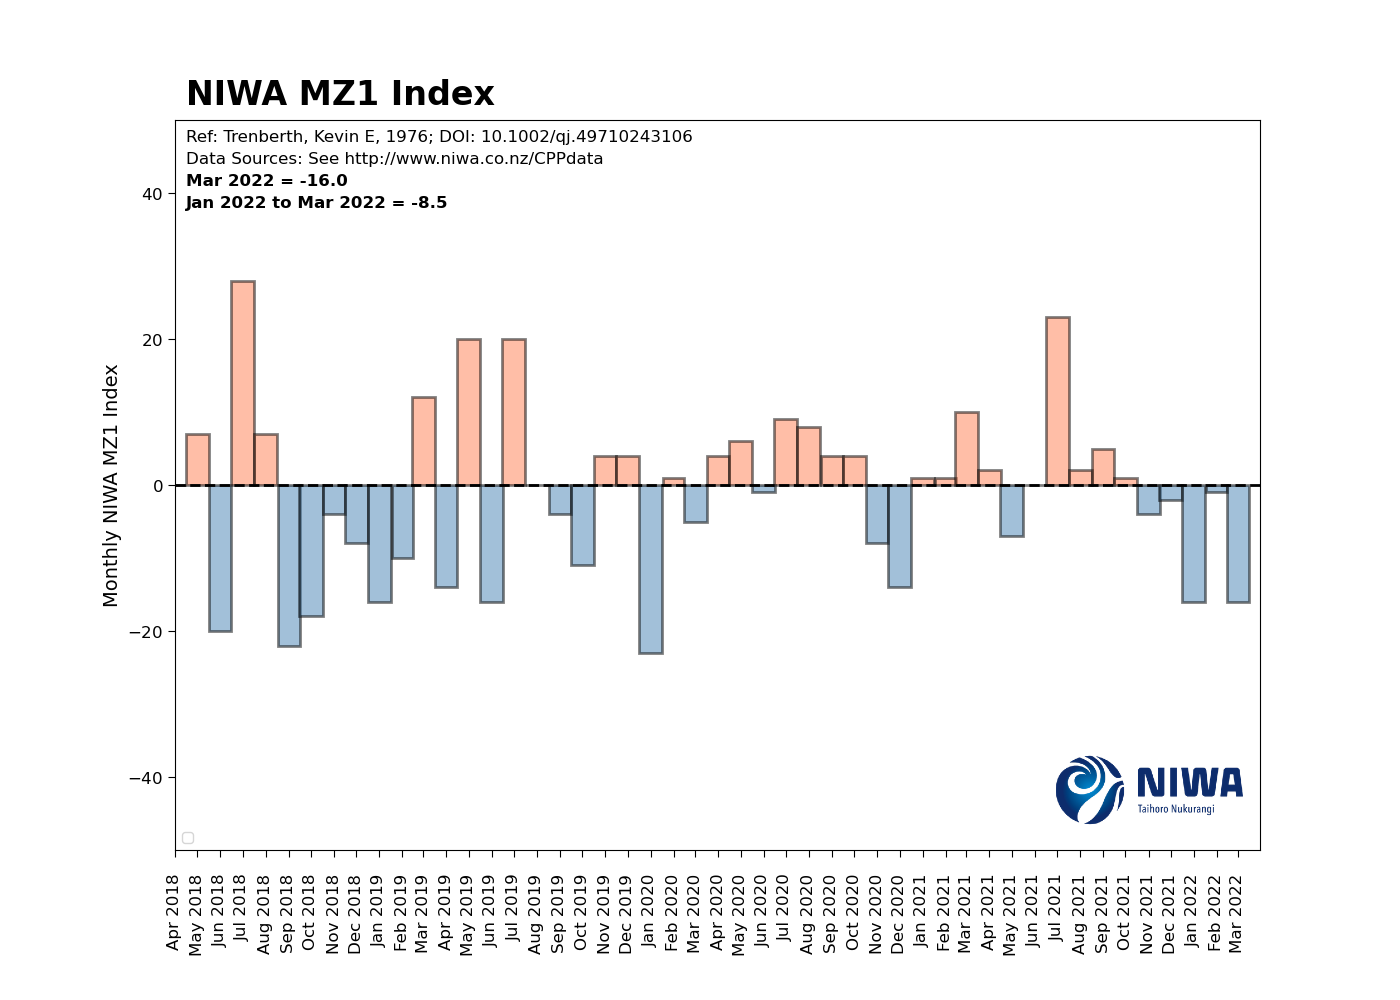 NIWA MZ1 Index
Ref: Trenberth, Kevin E, 1976; DOI: 10.1002/qj.49710243106
Data Sources: See http://www.niwa.co.nz/CPPdata
Mar 2022 = -16.0
Jan 2022 to Mar 2022 = -8.5
Monthly NIWA MZ1 Index
40
20
0
−20
−40
NIWA
Taihoro Nukurangi
Apr 2018
May 2018
Jun 2018
Jul 2018
Aug 2018
Sep 2018
Oct 2018
Nov 2018
Dec 2018
Jan 2019
Feb 2019
Mar 2019
Apr 2019
May 2019
Jun 2019
Jul 2019
Aug 2019
Sep 2019
Oct 2019
Nov 2019
Dec 2019
Jan 2020
Feb 2020
Mar 2020
Apr 2020
May 2020
Jun 2020
Jul 2020
Aug 2020
Sep 2020
Oct 2020
Nov 2020
Dec 2020
Jan 2021
Feb 2021
Mar 2021
Apr 2021
May 2021
Jun 2021
Jul 2021
Aug 2021
Sep 2021
Oct 2021
Nov 2021
Dec 2021
Jan 2022
Feb 2022
Mar 2022